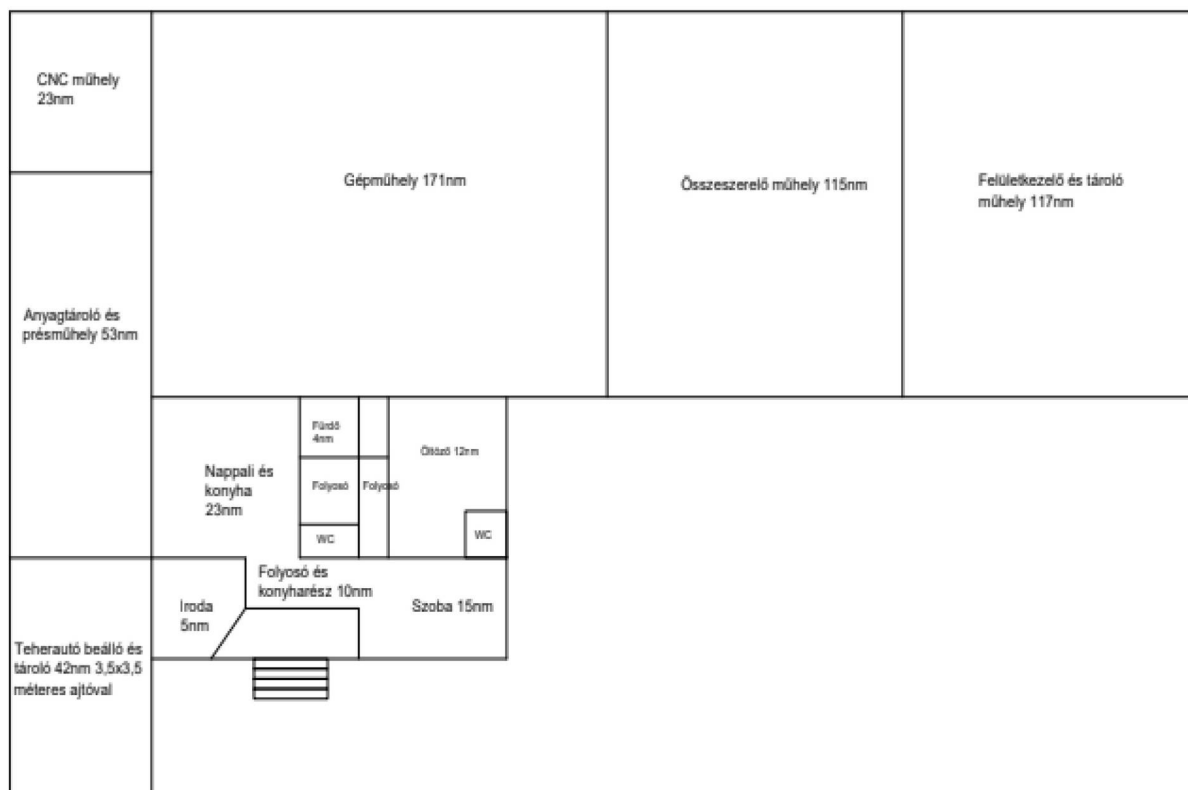 CNC műhely
23nm
Gépműhely 171nm
Összeszerelő műhely 115nm
Felületkezelő és tároló
műhely 117nm
Anyagtároló és
présműhely 53nm
Fürdő
4nm
Öltöző 12nm
Nappali és
konyha
23nm
Folyosó
Folyosó
WC
WC
Folyosó és
konyharész 10nm
Iroda
5nm
Szoba 15nm
Teherautó beálló és
tároló 42nm 3,5x3,5
méteres ajtóval